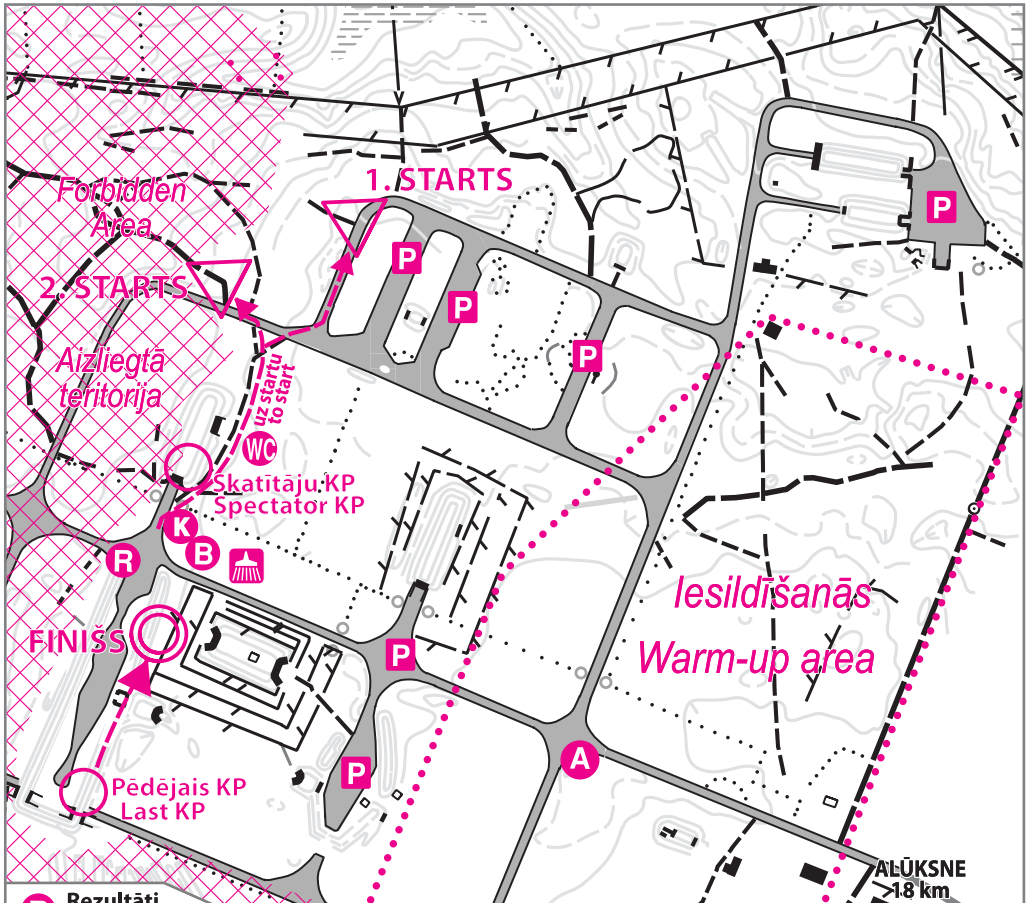 1. STARTS
P
Forbidden
Area
P
2. STARTS
P
P
Aizliegtā
teritorija
uz startu
to start
WC
Skatitāju KP
Spectator KP
K
B
R
Iesildīšanās
Warm-up area
FINIŠS
P
A
P
Pēdējais KP
Last KP
ALŪKSNE
18 km
Rezultāti